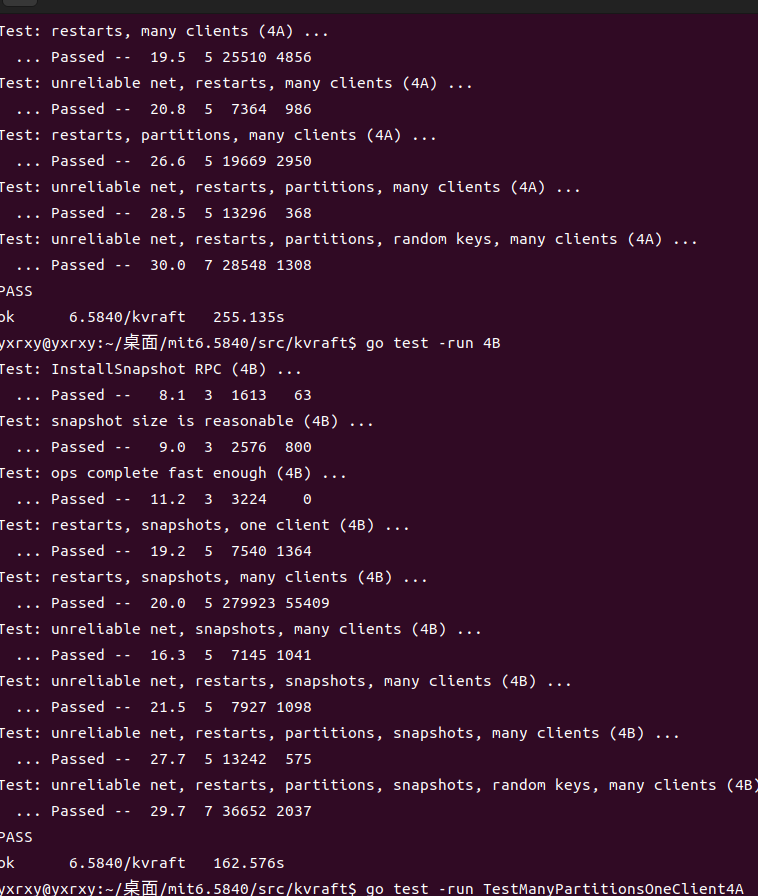 Test: restarts, many clients (4A) ...
... Passed -- 19.5 5 25510 4856
Test: unreliable net, restarts, many clients (4A) ...
... Passed -- 20.8 5 7364 986
Test: restarts, partitions, many clients (4A) ...
... Passed -- 26.6 5 19669 2950
Test: unreliable net, restarts, partitions, many clients (4A) ...
... Passed -- 28.5 5 13296 368
Test: unreliable net, restarts, partitions, random keys, many clients (4A) ...
... Passed -- 30.0 7 28548 1308
PASS
ok 6.5840/kvraft 255.135s
yxrxy@yxrxy:~/桌面/mit6.5840/src/kvraft$ go test -run 4B
Test: InstallSnapshot RPC (4B) ...
... Passed -- 8.1 3 1613 63
Test: snapshot size is reasonable (4B) ...
... Passed -- 9.0 3 2576 800
Test: ops complete fast enough (4B) ...
... Passed -- 11.2 3 3224 0
Test: restarts, snapshots, one client (4B) ...
... Passed -- 19.2 5 7540 1364
Test: restarts, snapshots, many clients (4B) ...
... Passed -- 20.0 5 279923 55409
Test: unreliable net, snapshots, many clients (4B) ...
... Passed -- 16.3 5 7145 1041
Test: unreliable net, restarts, snapshots, many clients (4B) ...
... Passed -- 21.5 5 7927 1098
Test: unreliable net, restarts, partitions, snapshots, many clients (4B) ...
... Passed -- 27.7 5 13242 575
Test: unreliable net, restarts, partitions, snapshots, random keys, many clients (4B)
... Passed -- 29.7 7 36652 2037
PASS
ok 6.5840/kvraft 162.576s
yxrxy@yxrxy:~/桌面/mit6.5840/src/kvraft$ go test -run TestManyPartitionsOneClient4A